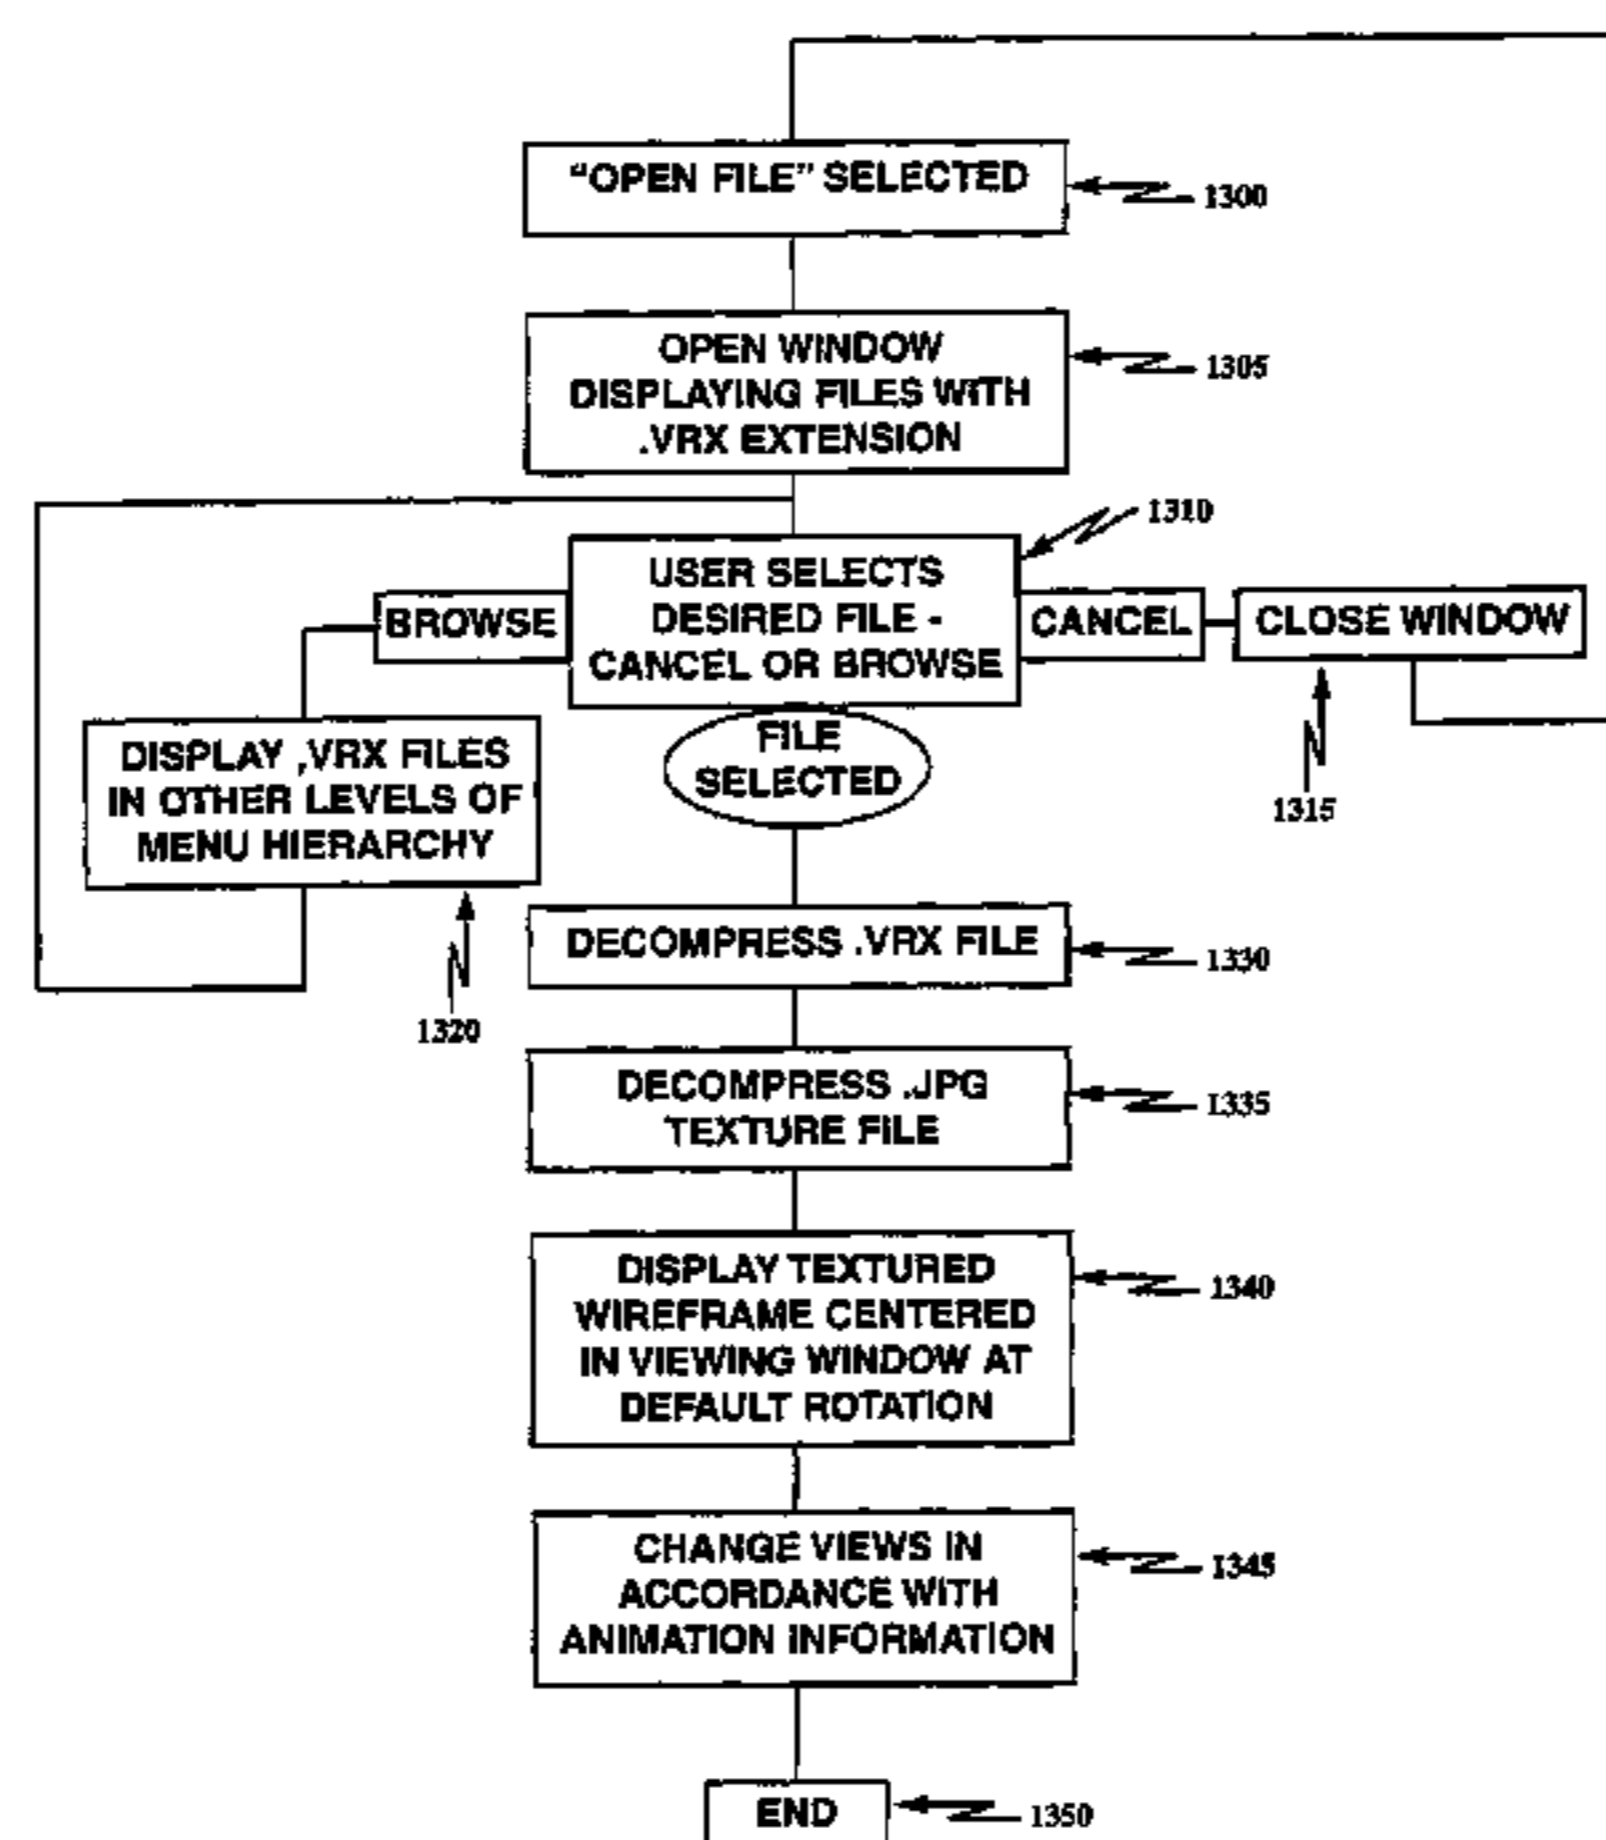 “OPEN FILE” SELECTED
1300
OPEN WINDOW
DISPLAYING FILES WITH
.VRX EXTENSION
1305
1310
USER SELECTS
DESIRED FILE -
CANCEL OR BROWSE
BROWSE
CANCEL
CLOSE WINDOW
1315
FILE
SELECTED
DISPLAY .VRX FILES
IN OTHER LEVELS OF
MENU HIERARCHY
1320
DECOMPRESS .VRX FILE
1330
DECOMPRESS .JPG
TEXTURE FILE
1335
DISPLAY TEXTURED
WIREFRAME CENTERED
IN VIEWING WINDOW AT
DEFAULT ROTATION
1340
CHANGE VIEWS IN
ACCORDANCE WITH
ANIMATION INFORMATION
1345
END
1350